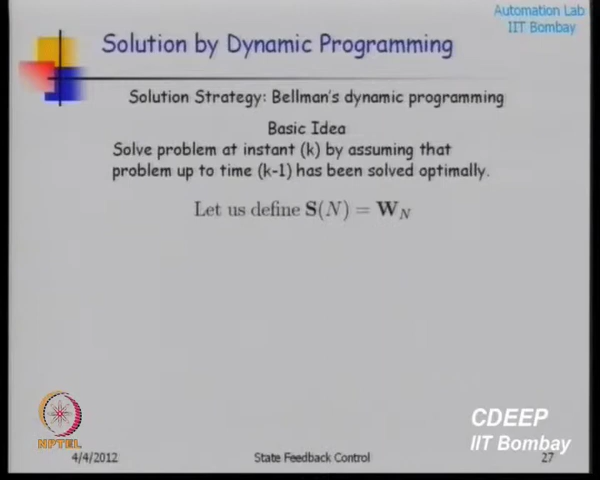 Automation Lab
IIT Bombay
Solution by Dynamic Programming
Solution Strategy: Bellman's dynamic programming
Basic Idea
Solve problem at instant (k) by assuming that
problem up to time (k-1) has been solved optimally.
Let us define S(N) = W_N
NPTEL
CDEEP
IIT Bombay
4/4/2012
State Feedback Control
27